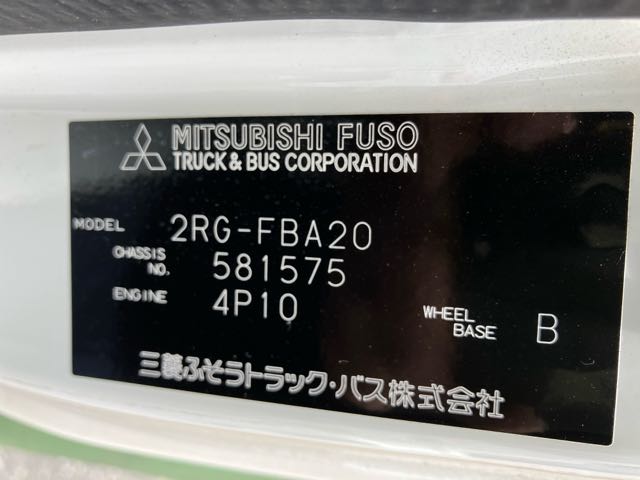 MITSUBISHI FUSO
TRUCK & BUS CORPORATION
MODEL 2RG-FBA20
CHASSIS NO. 581575
ENGINE 4P10
WHEEL BASE B
三菱ふそうトラック・バス株式会社